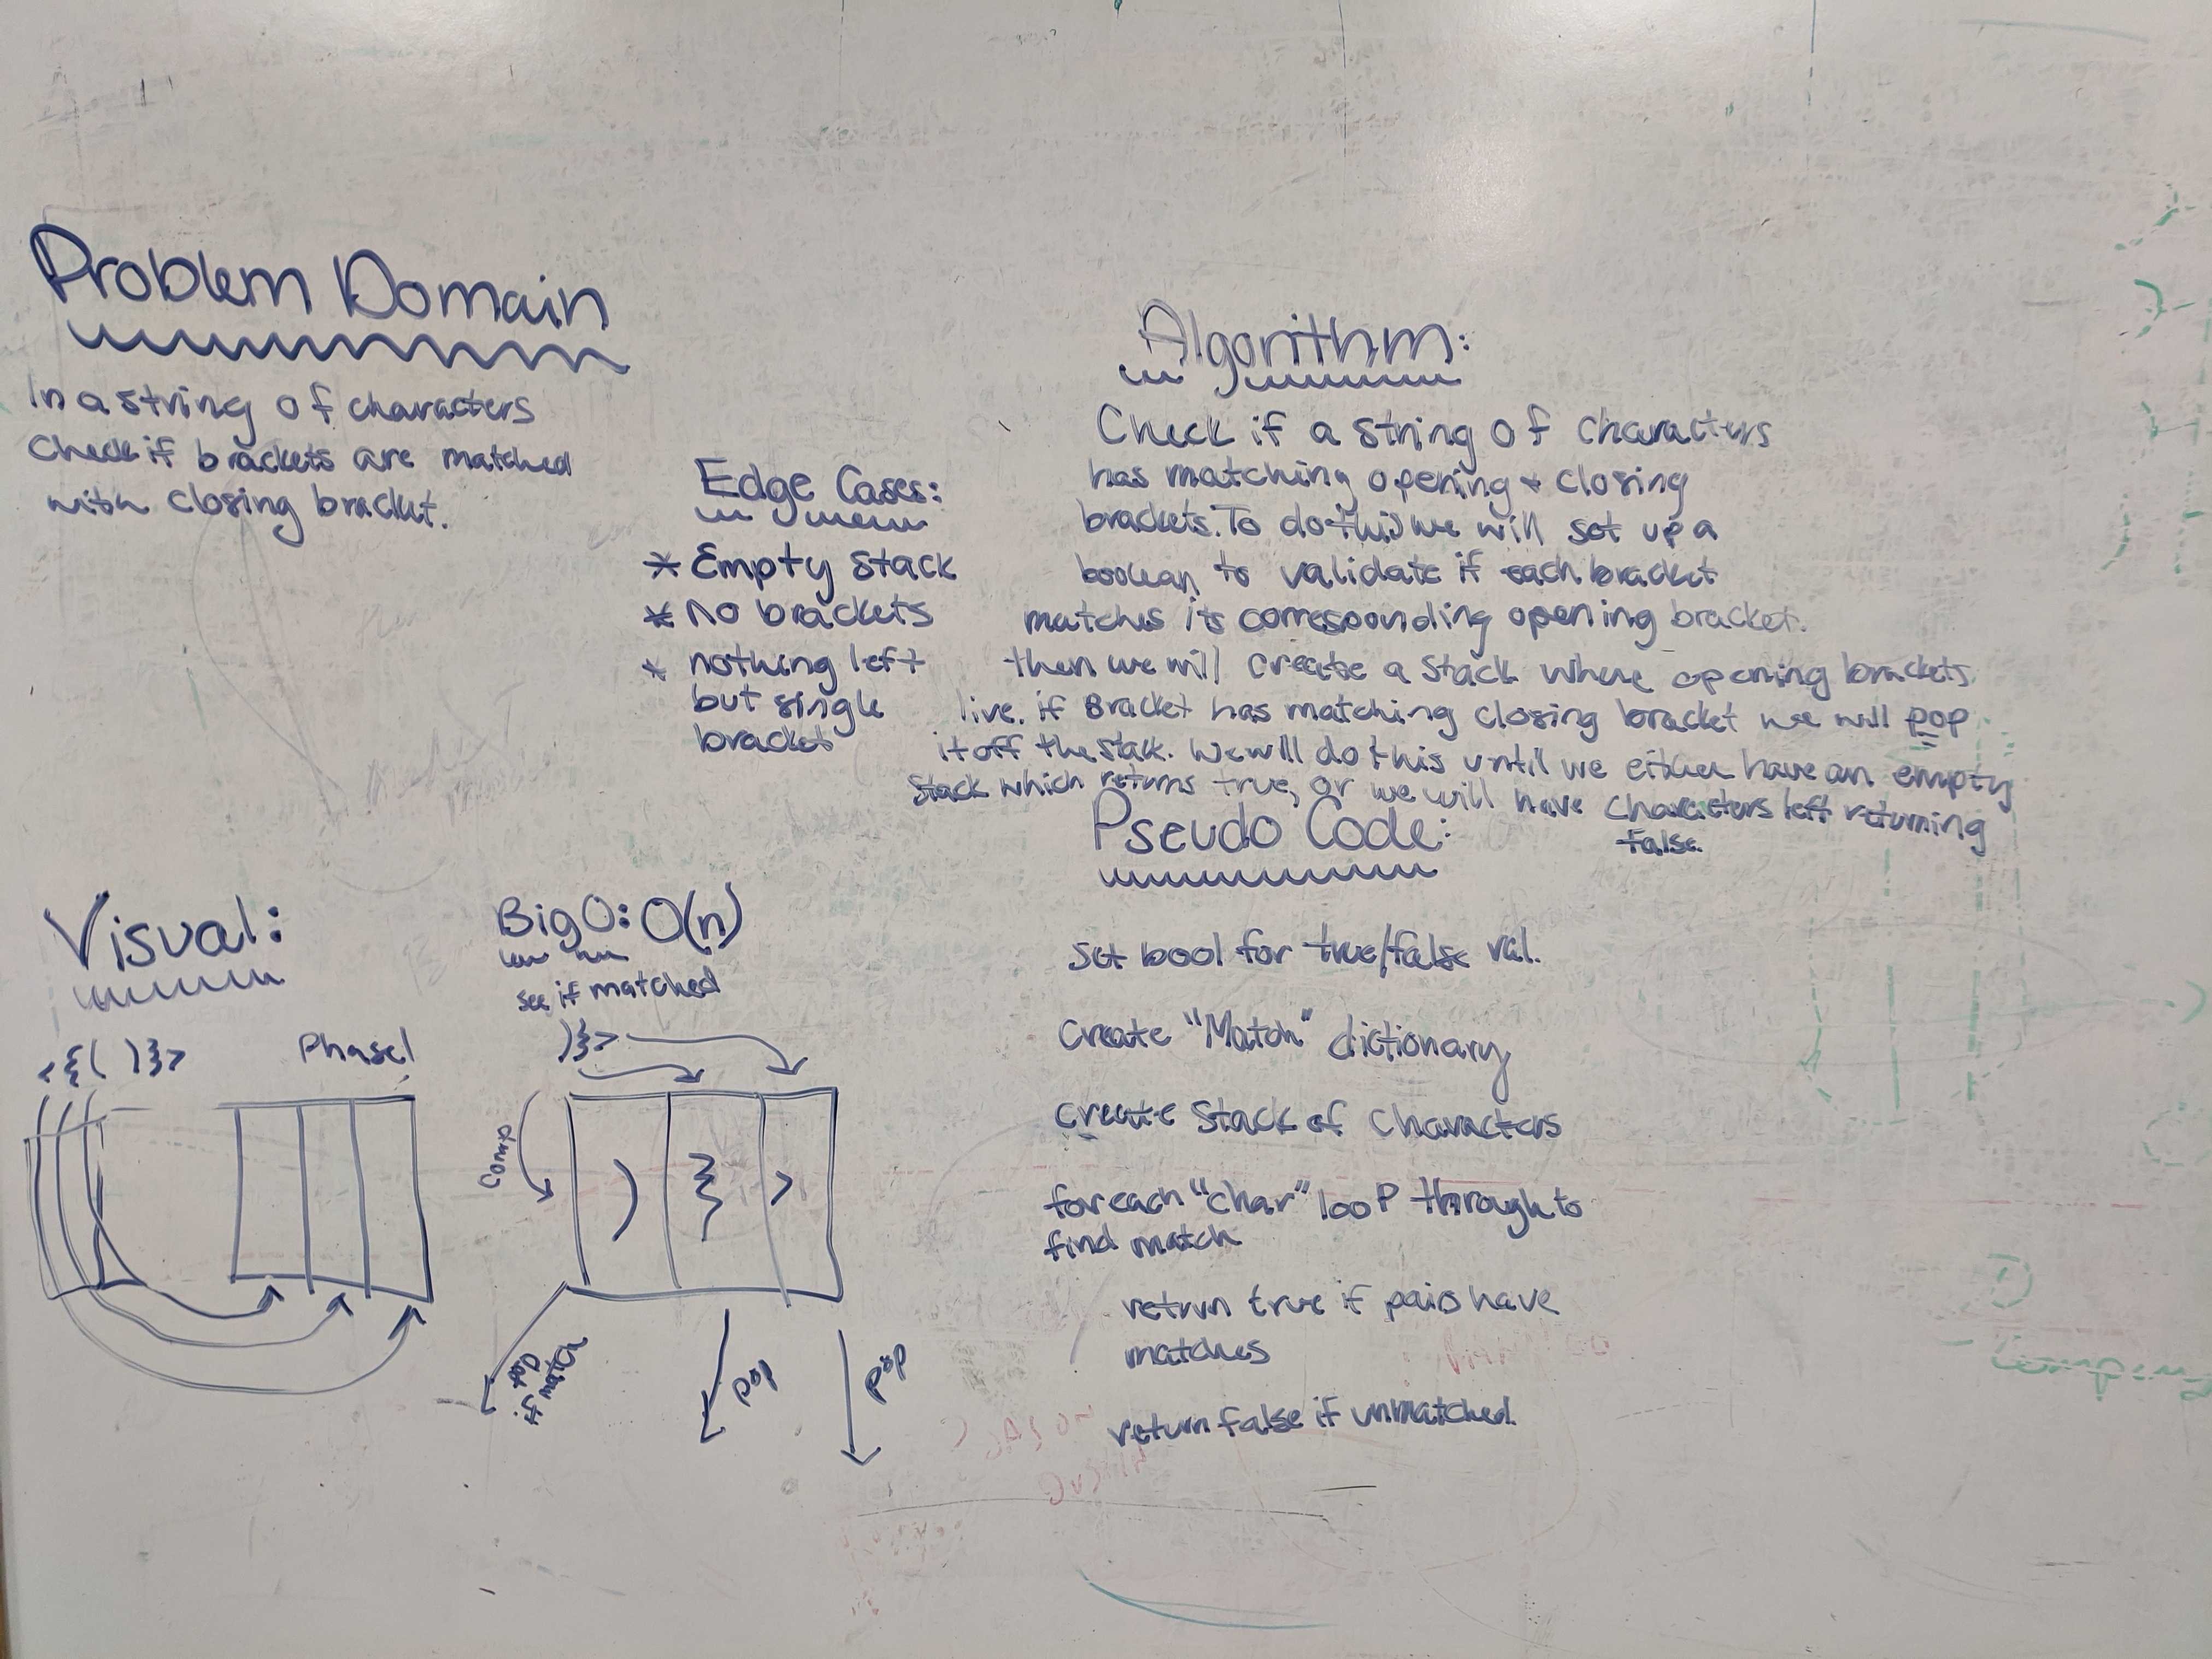 Problem Domain
In a string of characters
Check if brackets are matched
with closing bracket.
Edge Cases:
* Empty stack
* No brackets
* nothing left
but single
bracket
Algorithm:
Check if a string of characters
has matching opening + closing
brackets. To do this we will set up a
boolean to validate if each bracket
matches its corresponding opening bracket.
then we will create a stack where opening brackets
live. if Bracket has matching closing bracket we will pop
it off the stack. We will do this until we either have an empty
Stack which returns true, or we will have characters left returning
false.
Visual:
<{( )}>
Phase 1
Big O: O(n)
see if matched
)}>
) } >
pop
pop
Pseudo Code:
Set bool for true/false val.
Create "Match" dictionary
create Stack of Characters
for each "char" loop through to
find match
return true if pairs have
matches
return false if unmatched.